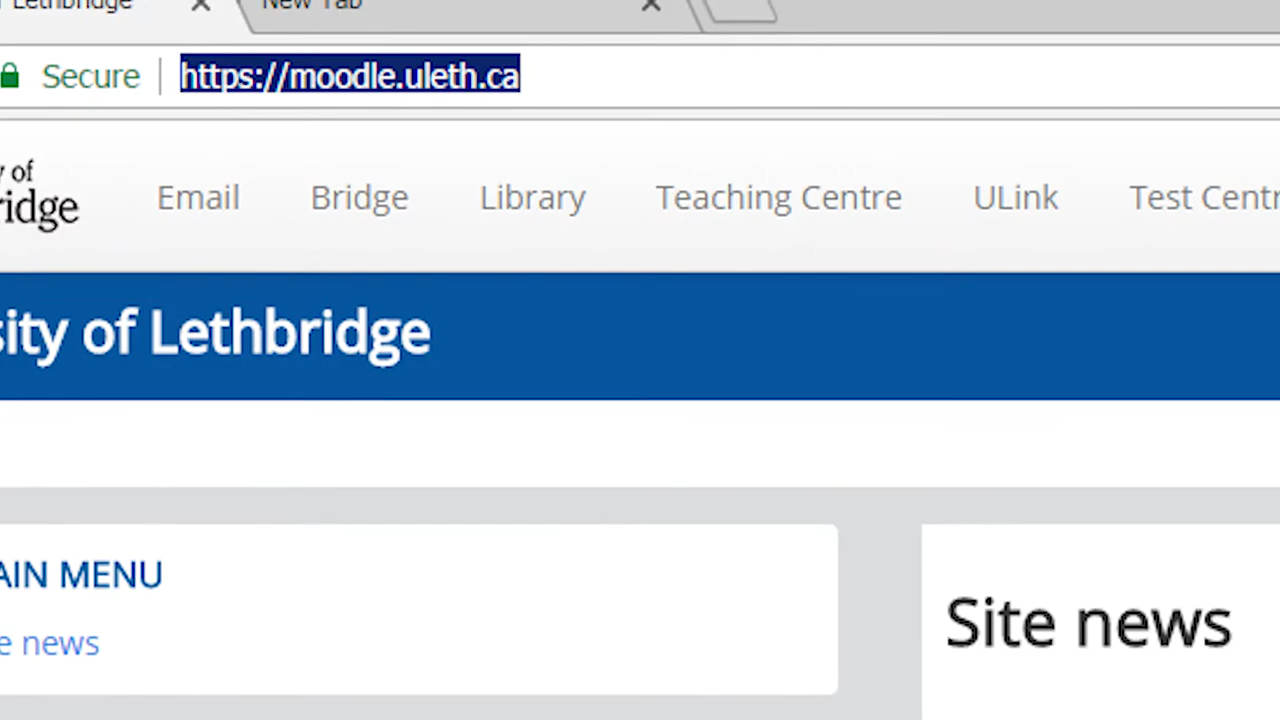 Lethbridge New Tab
Secure https://moodle.uleth.ca
y of
ridge Email Bridge Library Teaching Centre ULink Test Centr
sity of Lethbridge
AIN MENU
e news
Site news